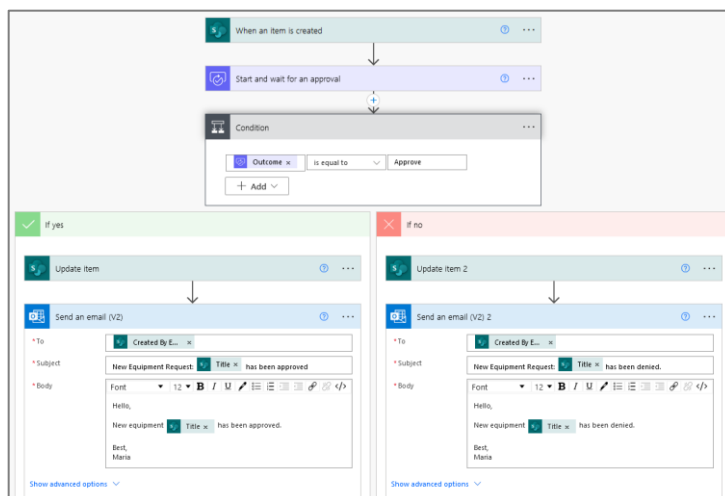 When an item is created
Start and wait for an approval
Condition
Outcome × is equal to Approve
+ Add
If yes
Update item
Send an email (V2)
* To Created By E... ×
* Subject New Equipment Request: Title × has been approved
* Body Font 12 B I U </>
Hello,
New equipment Title × has been approved.
Best,
Maria
Show advanced options
If no
Update item 2
Send an email (V2) 2
* To Created By E... ×
* Subject New Equipment Request: Title × has been denied.
* Body Font 12 B I U </>
Hello,
New equipment Title × has been denied.
Best,
Maria
Show advanced options